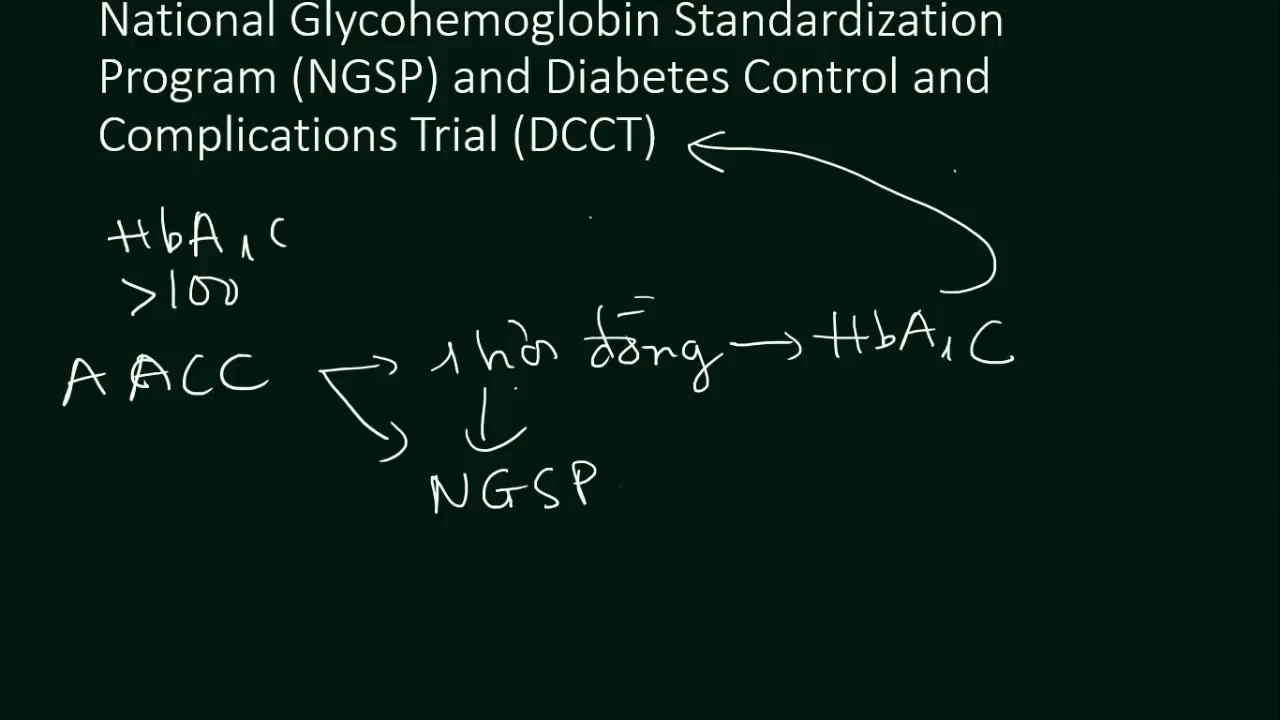 National Glycohemoglobin Standardization
Program (NGSP) and Diabetes Control and
Complications Trial (DCCT)
HbA1C
>100
AACC → 1 hội đồng → HbA1C
NGSP